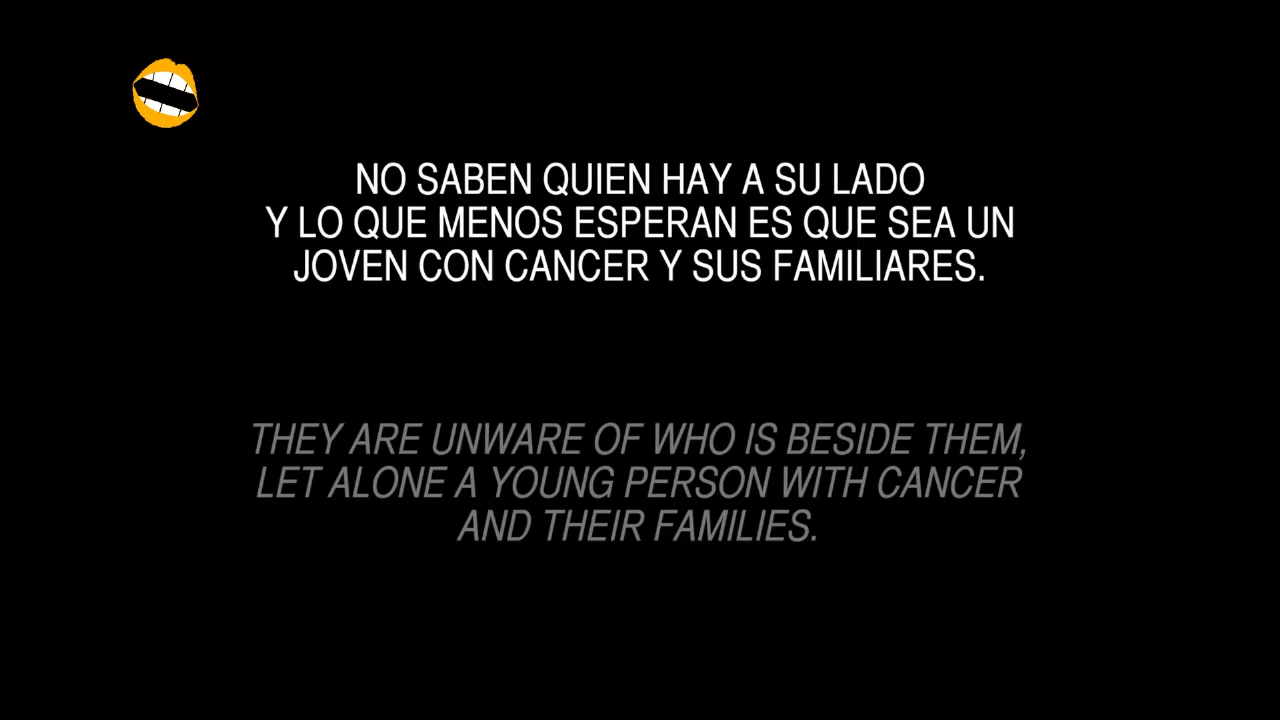 NO SABEN QUIEN HAY A SU LADO
Y LO QUE MENOS ESPERAN ES QUE SEA UN
JOVEN CON CANCER Y SUS FAMILIARES.
THEY ARE UNWARE OF WHO IS BESIDE THEM,
LET ALONE A YOUNG PERSON WITH CANCER
AND THEIR FAMILIES.